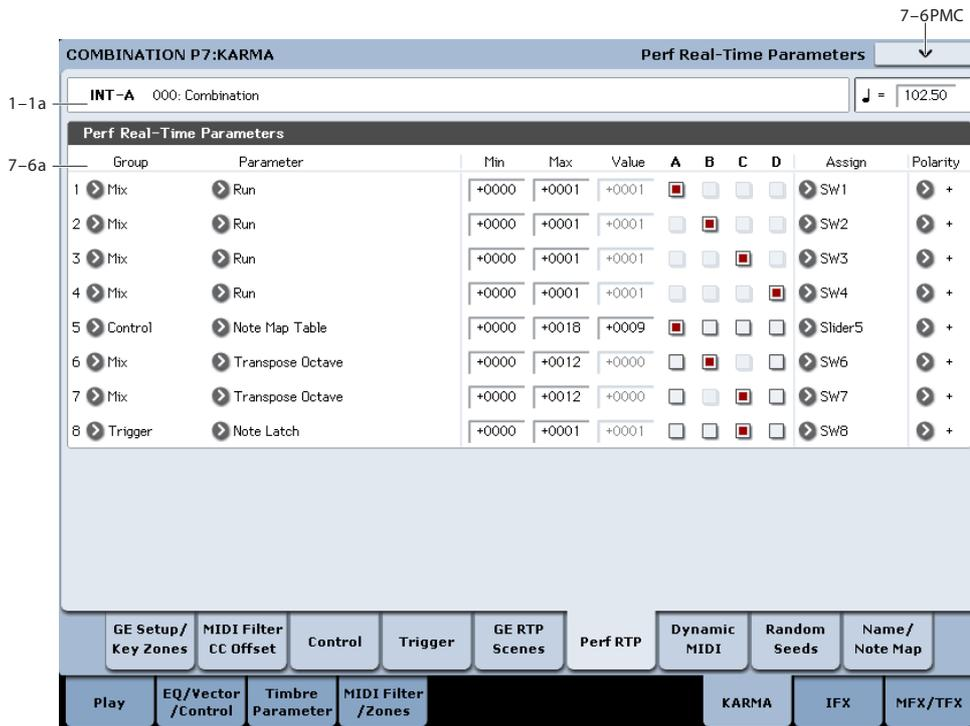 7–6PMC
COMBINATION P7:KARMA Perf Real-Time Parameters
1–1a
INT-A 000: Combination ♩ = 102.50
Perf Real-Time Parameters
7–6a
Group Parameter Min Max Value A B C D Assign Polarity
1 Mix Run +0000 +0001 +0001 SW1 +
2 Mix Run +0000 +0001 +0001 SW2 +
3 Mix Run +0000 +0001 +0001 SW3 +
4 Mix Run +0000 +0001 +0001 SW4 +
5 Control Note Map Table +0000 +0018 +0009 Slider5 +
6 Mix Transpose Octave +0000 +0012 +0000 SW6 +
7 Mix Transpose Octave +0000 +0012 +0000 SW7 +
8 Trigger Note Latch +0000 +0001 +0001 SW8 +
GE Setup/
Key Zones
MIDI Filter
CC Offset
Control
Trigger
GE RTP
Scenes
Perf RTP
Dynamic
MIDI
Random
Seeds
Name/
Note Map
Play
EQ/Vector
/Control
Timbre
Parameter
MIDI Filter
/Zones
KARMA
IFX
MFX/TFX